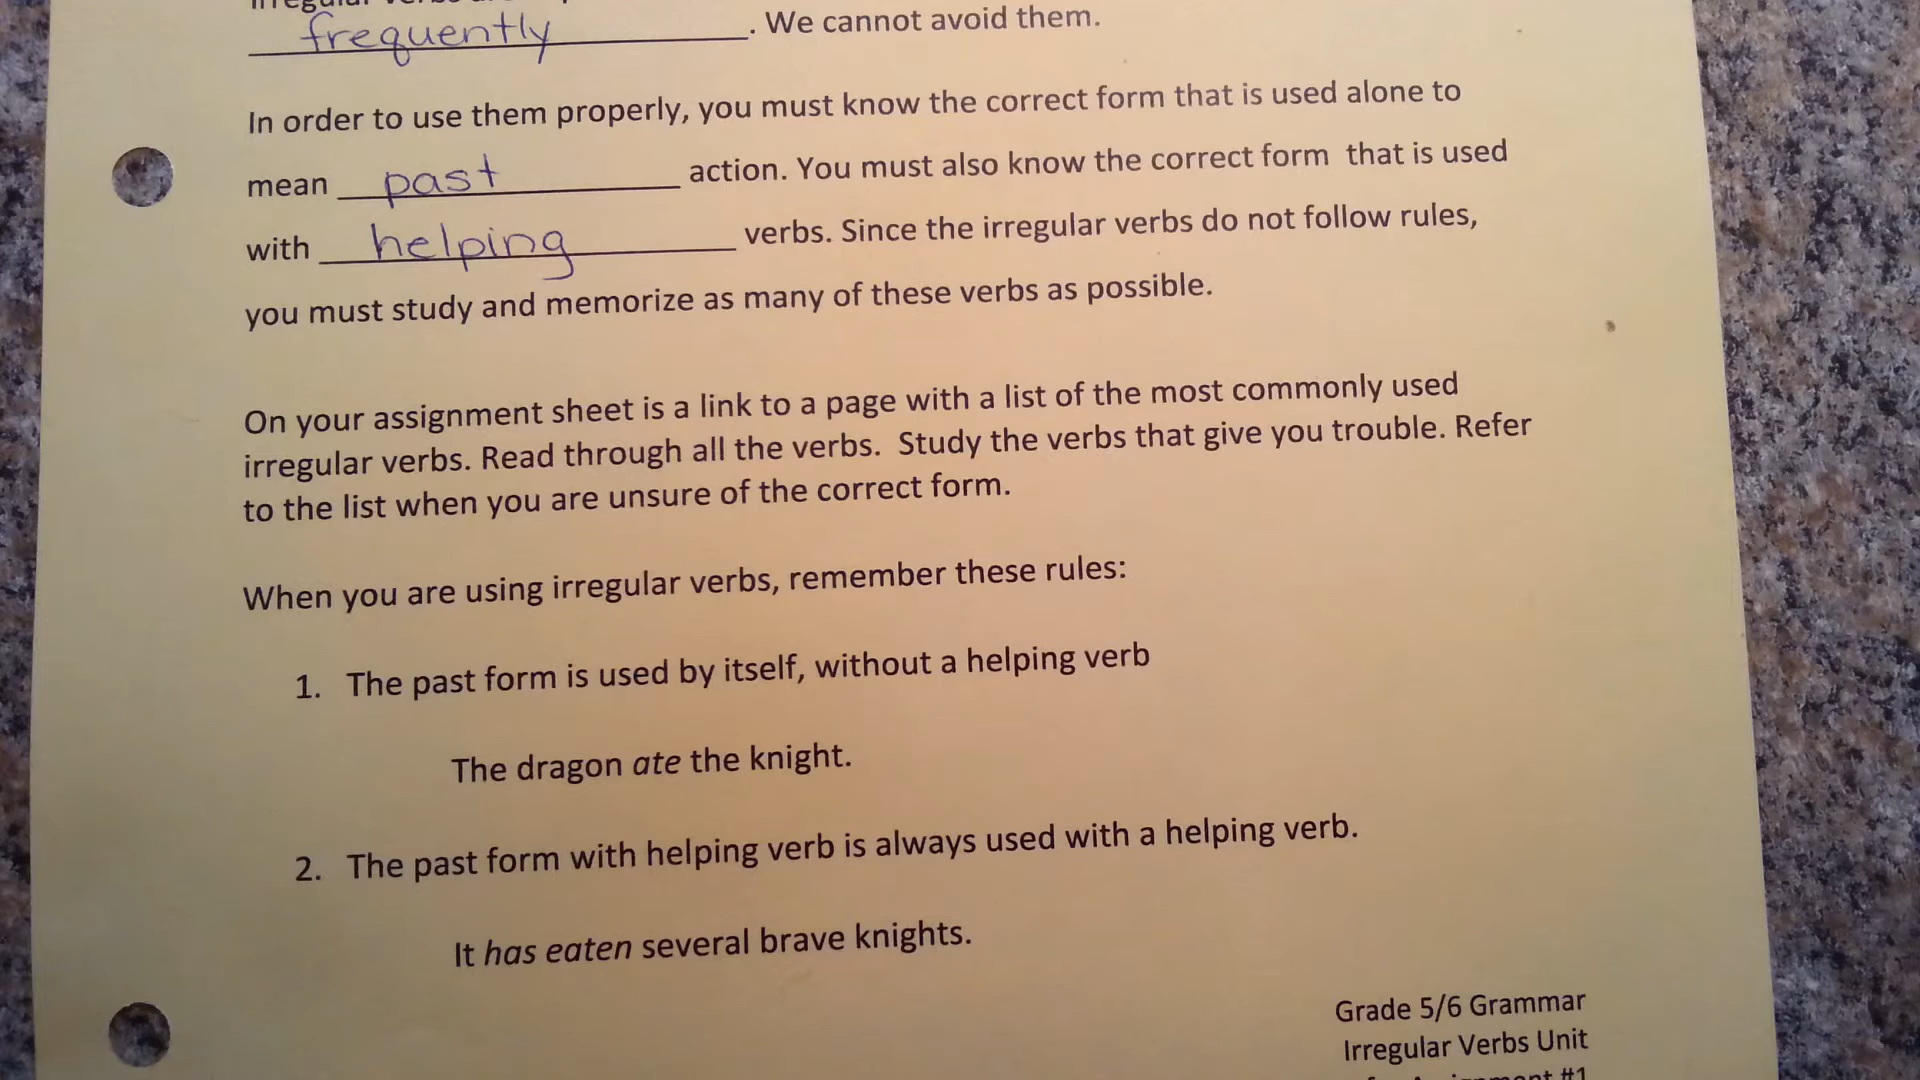 frequently. We cannot avoid them.
In order to use them properly, you must know the correct form that is used alone to
mean past action. You must also know the correct form that is used
with helping verbs. Since the irregular verbs do not follow rules,
you must study and memorize as many of these verbs as possible.
On your assignment sheet is a link to a page with a list of the most commonly used
irregular verbs. Read through all the verbs. Study the verbs that give you trouble. Refer
to the list when you are unsure of the correct form.
When you are using irregular verbs, remember these rules:
1. The past form is used by itself, without a helping verb
The dragon ate the knight.
2. The past form with helping verb is always used with a helping verb.
It has eaten several brave knights.
Grade 5/6 Grammar
Irregular Verbs Unit
#1